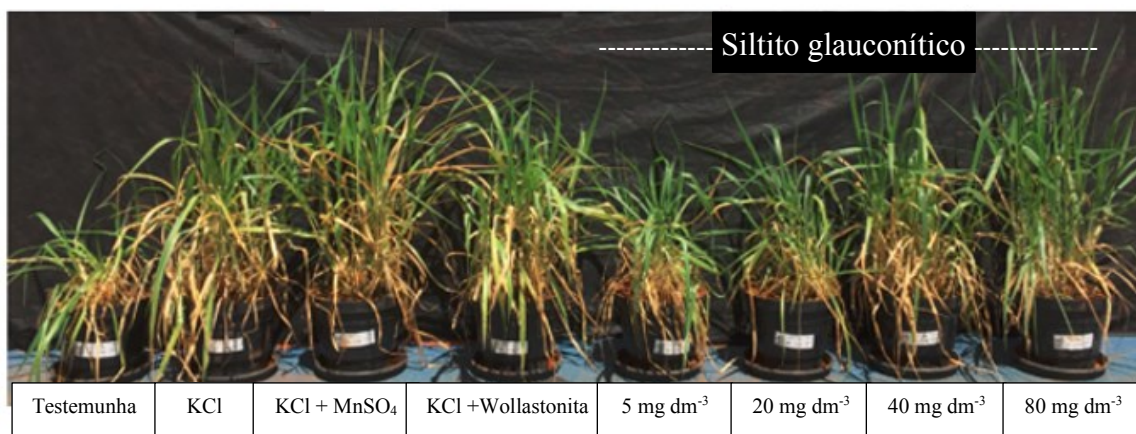 Siltito glauconítico
Testemunha KCl KCl + MnSO₄ KCl +Wollastonita 5 mg dm⁻³ 20 mg dm⁻³ 40 mg dm⁻³ 80 mg dm⁻³